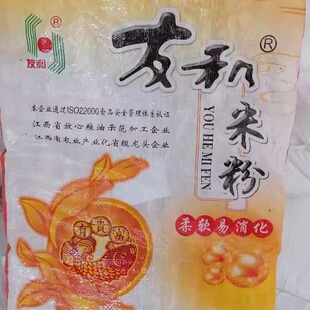 友和
®
友和米粉
®
YOU HE MI FEN
本企业通过ISO22000食品安全管理体系认证
江西省放心粮油示范加工企业
江西省农业产业化省级龙头企业
柔软易消化